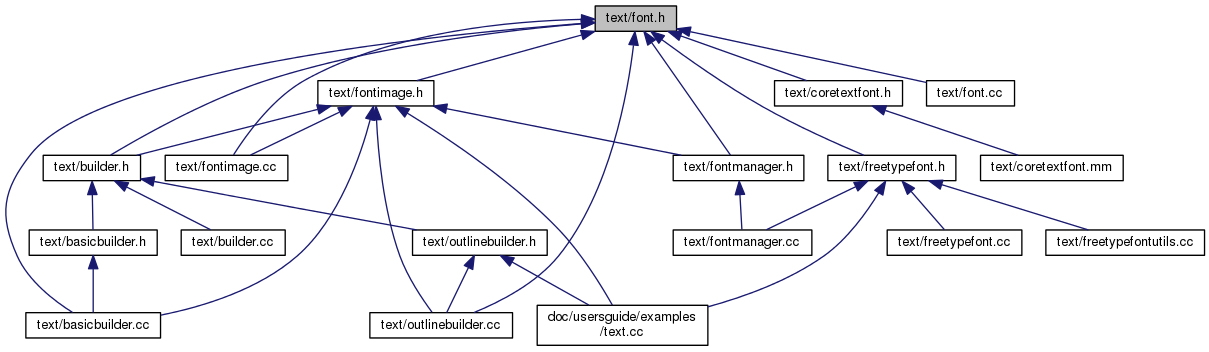 text/font.h
text/fontimage.h
text/coretextfont.h
text/font.cc
text/builder.h
text/fontimage.cc
text/fontmanager.h
text/freetypefont.h
text/coretextfont.mm
text/basicbuilder.h
text/builder.cc
text/outlinebuilder.h
text/fontmanager.cc
text/freetypefont.cc
text/freetypefontutils.cc
text/basicbuilder.cc
text/outlinebuilder.cc
doc/usersguide/examples
/text.cc